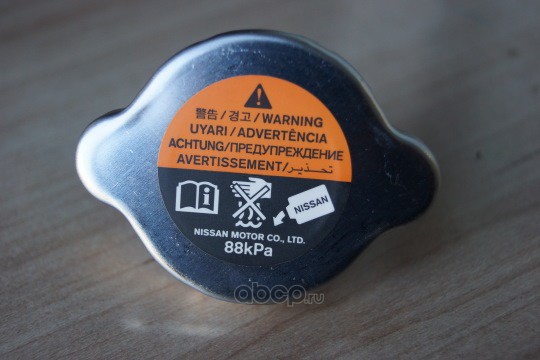 警告 / 경고 / WARNING
UYARI / ADVERTÊNCIA
ACHTUNG/ПРЕДУПРЕЖДЕНИЕ
AVERTISSEMENT/تحذير
NISSAN
NISSAN MOTOR CO., LTD.
88kPa
abcp.ru